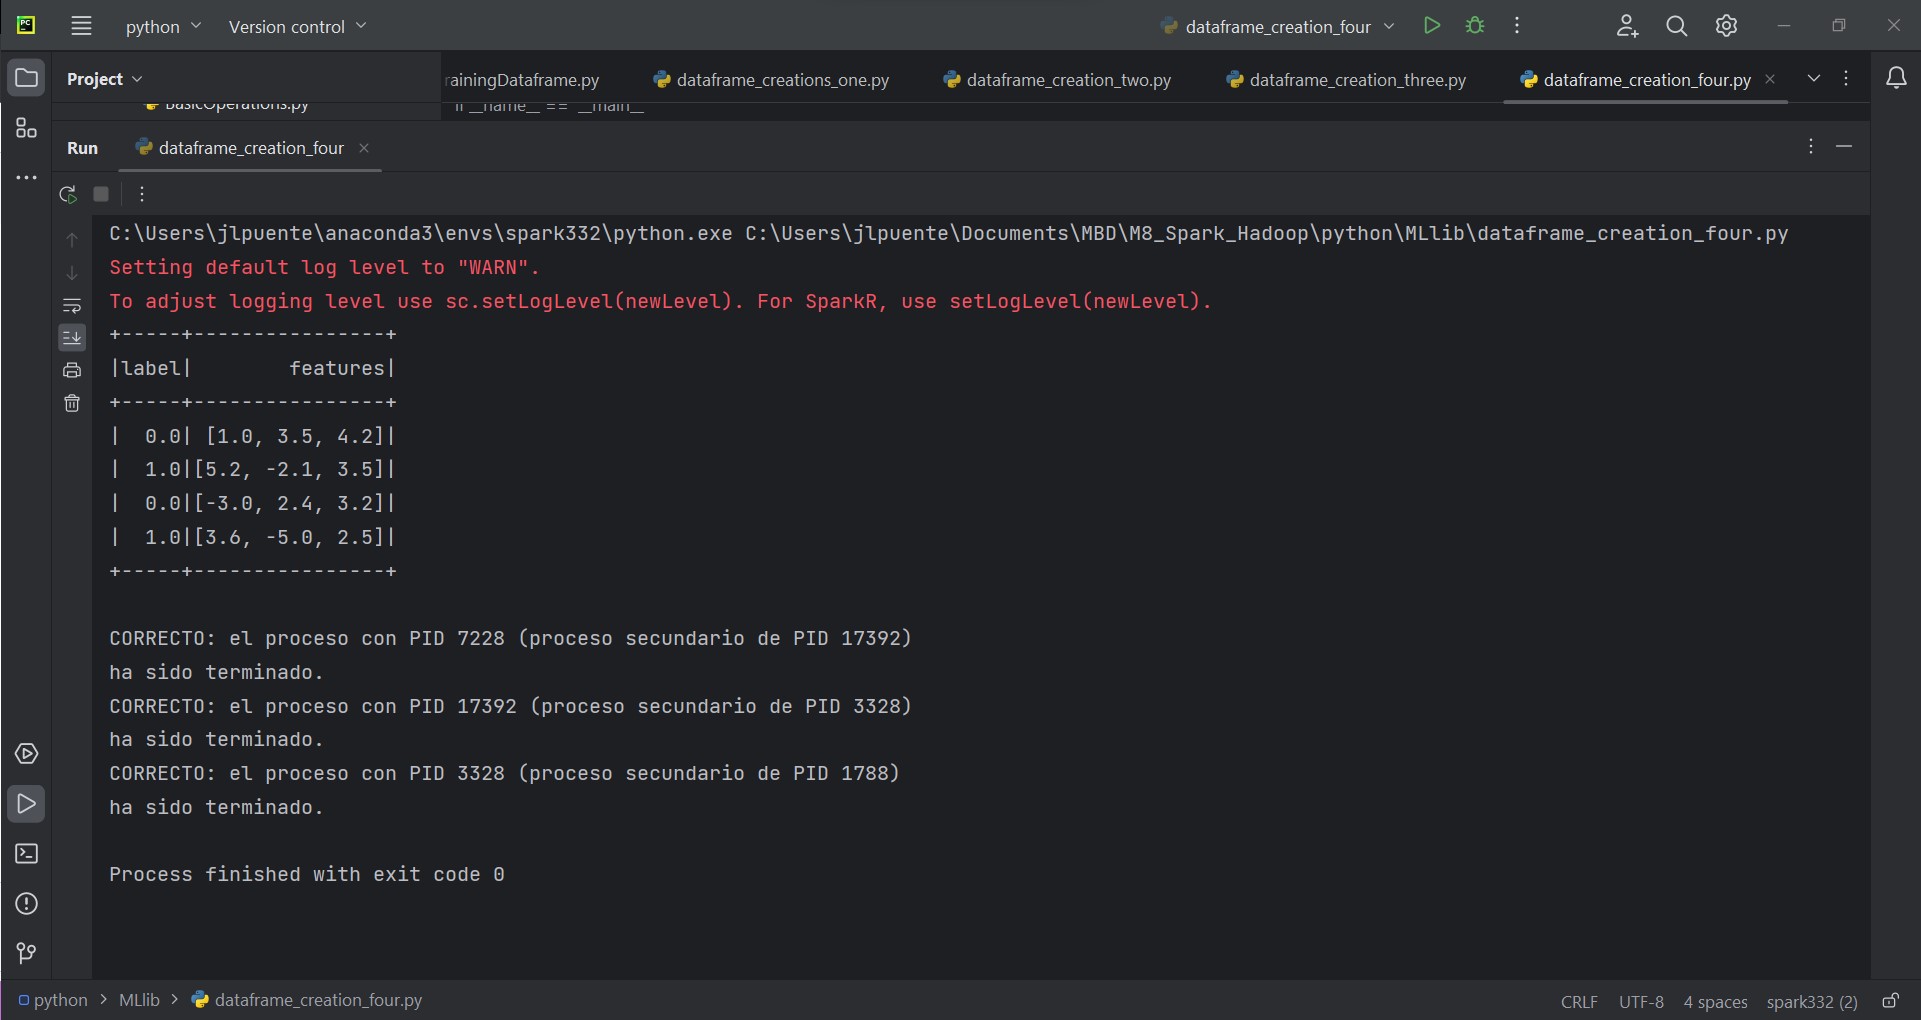 PC python Version control dataframe_creation_four
Project rainingDataframe.py dataframe_creations_one.py dataframe_creation_two.py dataframe_creation_three.py dataframe_creation_four.py
BasicOperations.py if __name__ == '__main__'
Run dataframe_creation_four
C:\Users\jlpuente\anaconda3\envs\spark332\python.exe C:\Users\jlpuente\Documents\MBD\M8_Spark_Hadoop\python\MLlib\dataframe_creation_four.py
Setting default log level to "WARN".
To adjust logging level use sc.setLogLevel(newLevel). For SparkR, use setLogLevel(newLevel).
+-----+----------------+
|label|        features|
+-----+----------------+
|  0.0| [1.0, 3.5, 4.2]|
|  1.0|[5.2, -2.1, 3.5]|
|  0.0|[-3.0, 2.4, 3.2]|
|  1.0|[3.6, -5.0, 2.5]|
+-----+----------------+
CORRECTO: el proceso con PID 7228 (proceso secundario de PID 17392)
ha sido terminado.
CORRECTO: el proceso con PID 17392 (proceso secundario de PID 3328)
ha sido terminado.
CORRECTO: el proceso con PID 3328 (proceso secundario de PID 1788)
ha sido terminado.
Process finished with exit code 0
python > MLlib > dataframe_creation_four.py CRLF UTF-8 4 spaces spark332 (2)